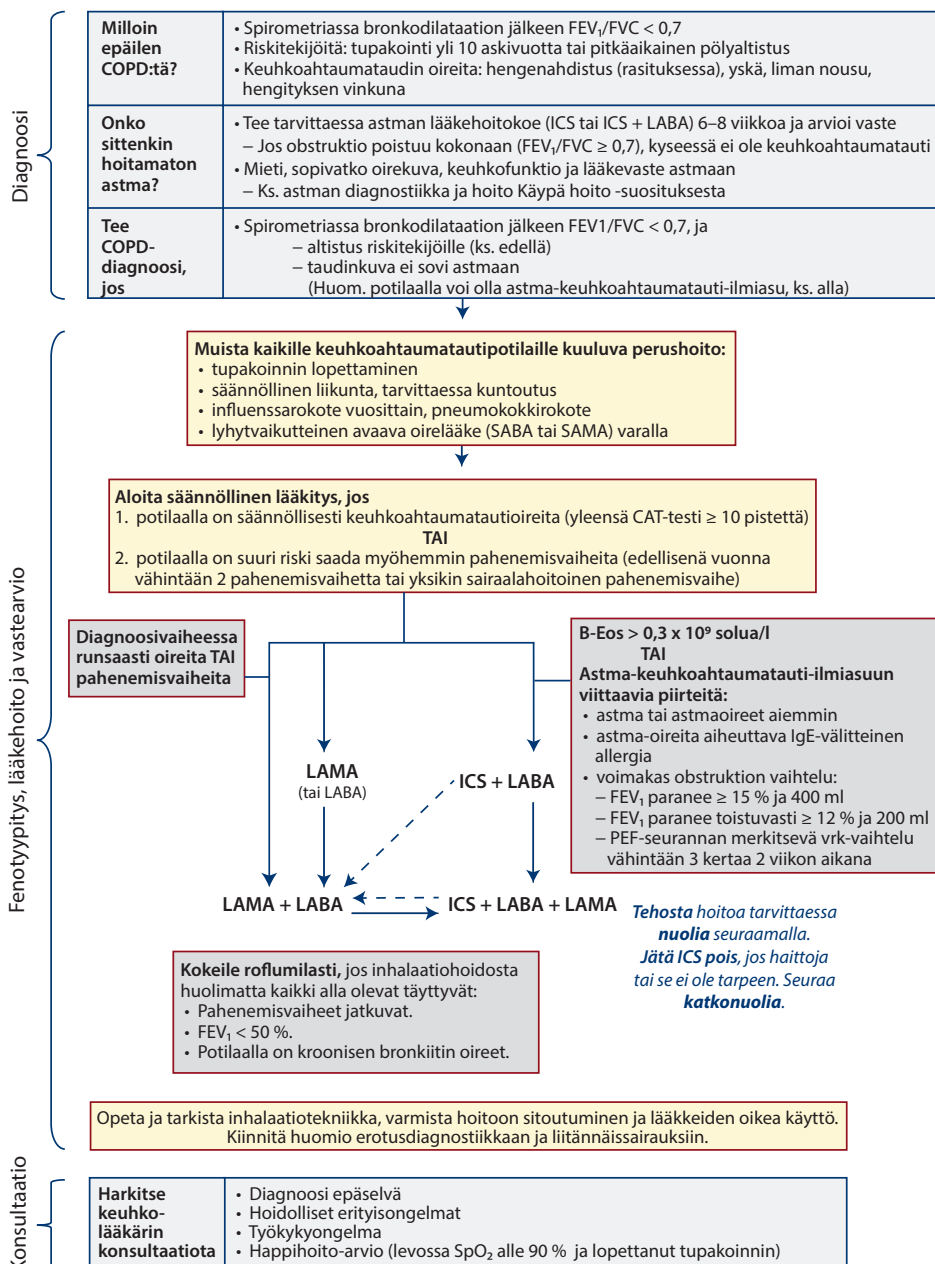 Diagnoosi
Milloin
epäilen
COPD:tä?
• Spirometriassa bronkodilataation jälkeen FEV₁/FVC < 0,7
• Riskitekijöitä: tupakointi yli 10 askivuotta tai pitkäaikainen pölyaltistus
• Keuhkoahtaumataudin oireita: hengenahdistus (rasituksessa), yskä, liman nousu,
hengityksen vinkuna
Onko
sittenkin
hoitamaton
astma?
• Tee tarvittaessa astman lääkehoitokoe (ICS tai ICS + LABA) 6–8 viikkoa ja arvioi vaste
– Jos obstruktio poistuu kokonaan (FEV₁/FVC ≥ 0,7), kyseessä ei ole keuhkoahtaumatauti
• Mieti, sopivatko oirekuva, keuhkofunktio ja lääkevaste astmaan
– Ks. astman diagnostiikka ja hoito Käypä hoito -suosituksesta
Tee
COPD-
diagnoosi,
jos
• Spirometriassa bronkodilataation jälkeen FEV1/FVC < 0,7, ja
– altistus riskitekijöille (ks. edellä)
– taudinkuva ei sovi astmaan
(Huom. potilaalla voi olla astma-keuhkoahtaumatauti-ilmiasu, ks. alla)
Fenotyypitys, lääkehoito ja vastearvio
Muista kaikille keuhkoahtaumatautipotilaille kuuluva perushoito:
• tupakoinnin lopettaminen
• säännöllinen liikunta, tarvittaessa kuntoutus
• influenssarokote vuosittain, pneumokokkirokote
• lyhytvaikutteinen avaava oirelääke (SABA tai SAMA) varalla
Aloita säännöllinen lääkitys, jos
1. potilaalla on säännöllisesti keuhkoahtaumatautioireita (yleensä CAT-testi ≥ 10 pistettä)
TAI
2. potilaalla on suuri riski saada myöhemmin pahenemisvaiheita (edellisenä vuonna
vähintään 2 pahenemisvaihetta tai yksikin sairaalahoitoinen pahenemisvaihe)
Diagnoosivaiheessa
runsaasti oireita TAI
pahenemisvaiheita
B-Eos > 0,3 x 10⁹ solua/l
TAI
Astma-keuhkoahtaumatauti-ilmiasuun
viittaavia piirteitä:
• astma tai astmaoireet aiemmin
• astma-oireita aiheuttava IgE-välitteinen
allergia
• voimakas obstruktion vaihtelu:
– FEV₁ paranee ≥ 15 % ja 400 ml
– FEV₁ paranee toistuvasti ≥ 12 % ja 200 ml
– PEF-seurannan merkitsevä vrk-vaihtelu
vähintään 3 kertaa 2 viikon aikana
LAMA
(tai LABA)
ICS + LABA
LAMA + LABA
ICS + LABA + LAMA
Tehosta hoitoa tarvittaessa
nuolia seuraamalla.
Jätä ICS pois, jos haittoja
tai se ei ole tarpeen. Seuraa
katkonuolia.
Kokeile roflumilasti, jos inhalaatiohoidosta
huolimatta kaikki alla olevat täyttyvät:
• Pahenemisvaiheet jatkuvat.
• FEV₁ < 50 %.
• Potilaalla on kroonisen bronkiitin oireet.
Opeta ja tarkista inhalaatiotekniikka, varmista hoitoon sitoutuminen ja lääkkeiden oikea käyttö.
Kiinnitä huomio erotusdiagnostiikkaan ja liitännäissairauksiin.
Konsultaatio
Harkitse
keuhko-
lääkärin
konsultaatiota
• Diagnoosi epäselvä
• Hoidolliset erityisongelmat
• Työkykyongelma
• Happihoito-arvio (levossa SpO₂ alle 90 % ja lopettanut tupakoinnin)